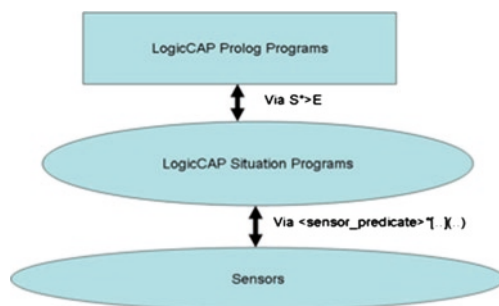 LogicCAP Prolog Programs
Via S*>E
LogicCAP Situation Programs
Via <sensor_predicate>*[..](..)
Sensors